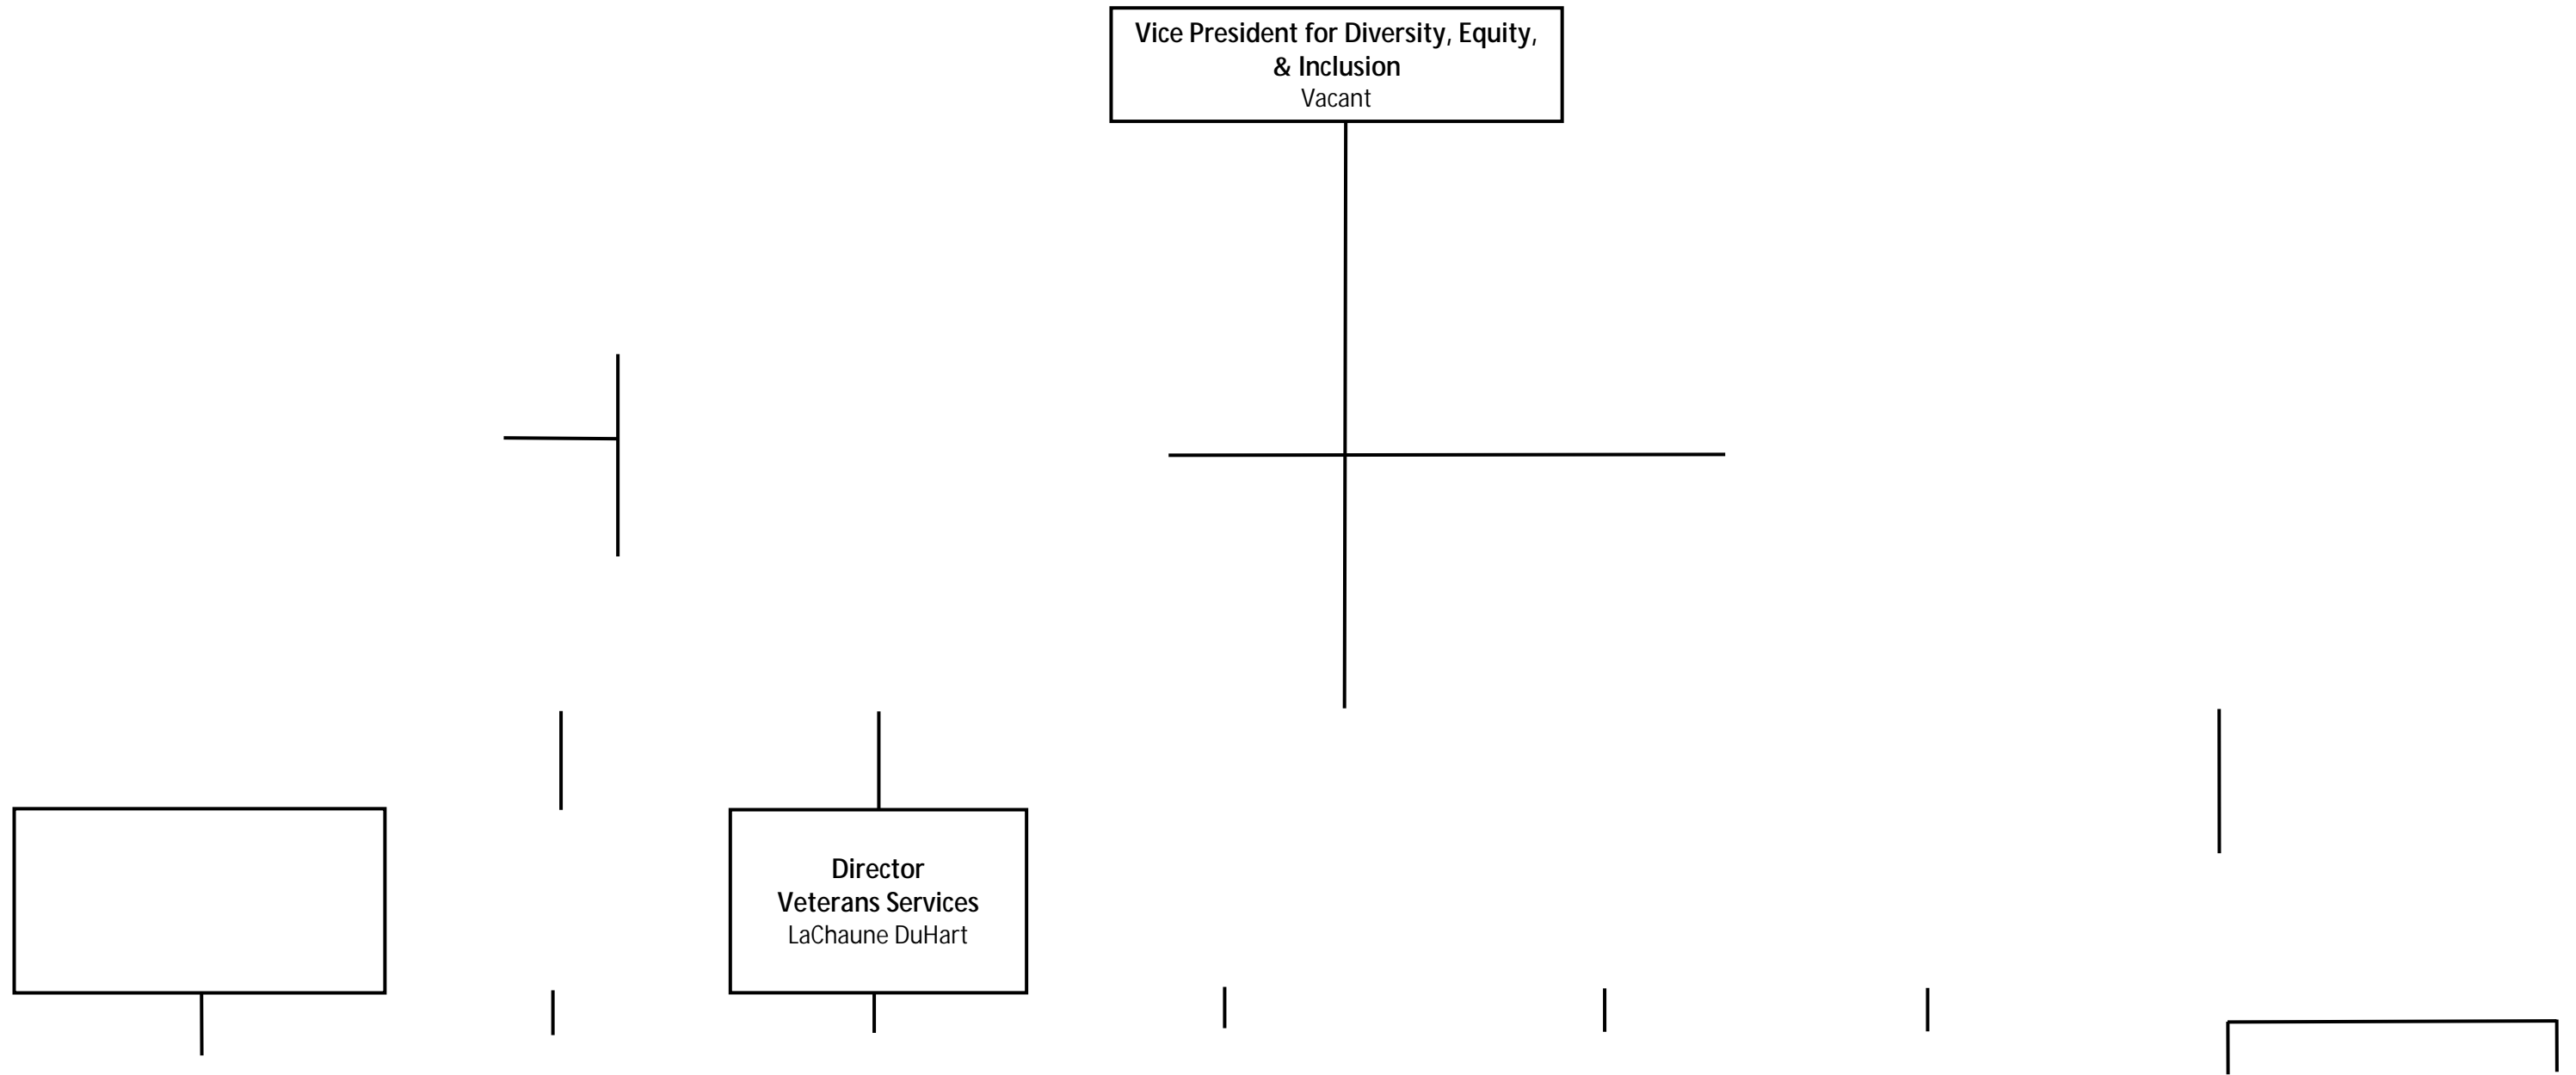 Vice President for Diversity, Equity,
& Inclusion
Vacant
Director
Veterans Services
LaChaune DuHart